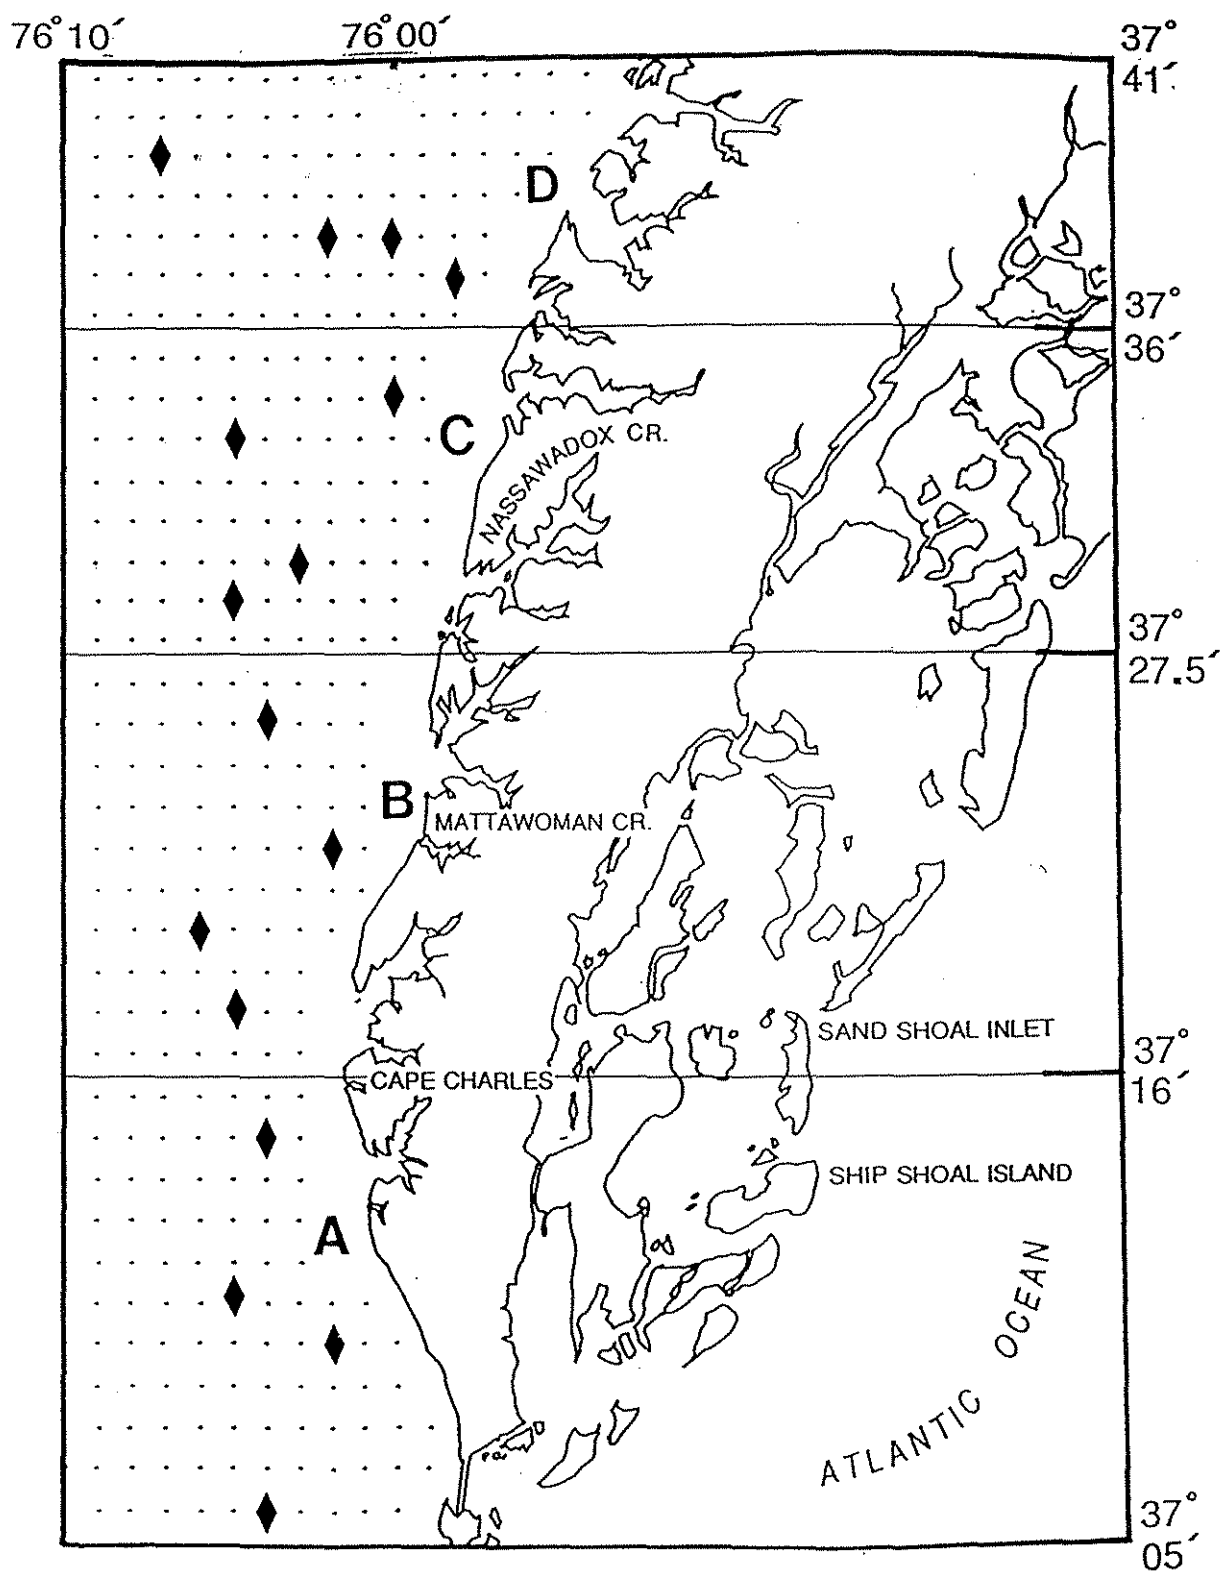 76°10´
76°00´
37°
41´
D
37°
36´
C
NASSAWADOX CR.
37°
27.5´
B
MATTAWOMAN CR.
SAND SHOAL INLET
37°
16´
CAPE CHARLES
SHIP SHOAL ISLAND
A
ATLANTIC OCEAN
37°
05´